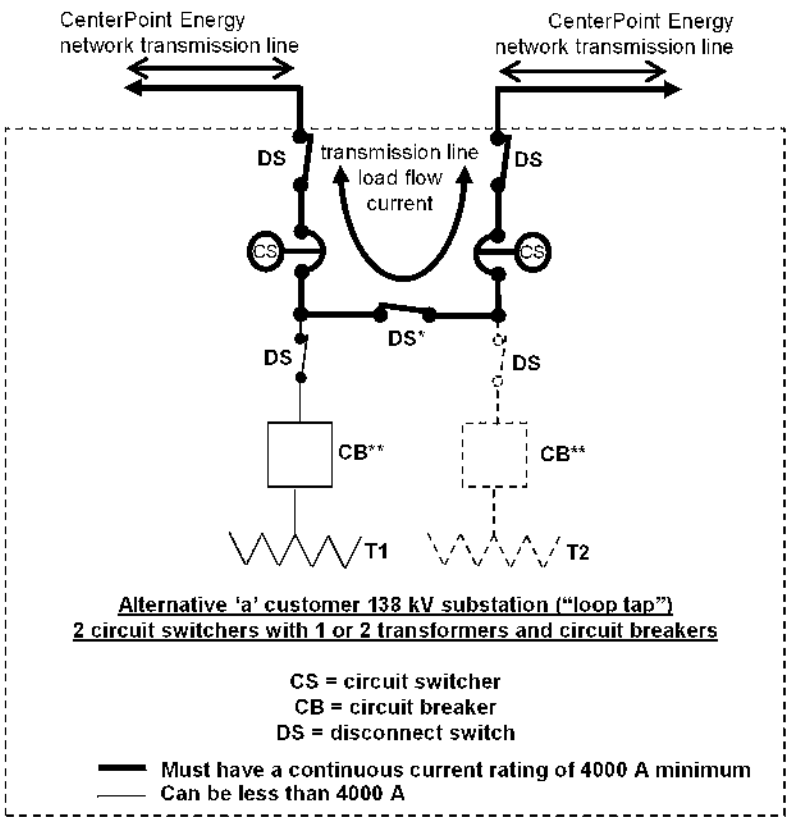 CenterPoint Energy
network transmission line
CenterPoint Energy
network transmission line
DS
transmission line
load flow
current
DS
CS
CS
DS*
DS
DS
CB**
CB**
T1
T2
Alternative ‘a’ customer 138 kV substation (“loop tap”)
2 circuit switchers with 1 or 2 transformers and circuit breakers
CS = circuit switcher
CB = circuit breaker
DS = disconnect switch
Must have a continuous current rating of 4000 A minimum
Can be less than 4000 A